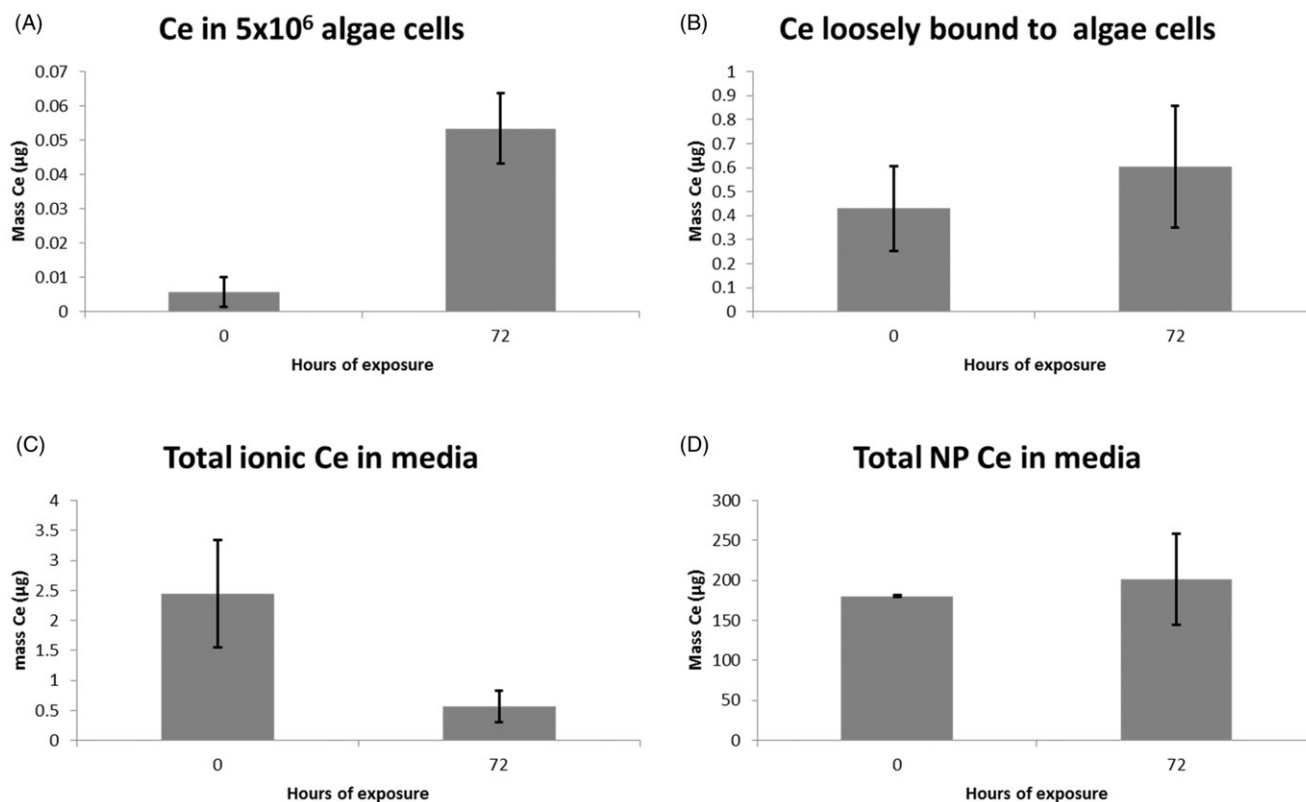 (A)
Ce in 5x10⁶ algae cells
Mass Ce (µg)
0.07
0.06
0.05
0.04
0.03
0.02
0.01
0
0 72
Hours of exposure
(B)
Ce loosely bound to algae cells
Mass Ce (µg)
1
0.9
0.8
0.7
0.6
0.5
0.4
0.3
0.2
0.1
0
0 72
Hours of exposure
(C)
Total ionic Ce in media
mass Ce (µg)
4
3.5
3
2.5
2
1.5
1
0.5
0
0 72
Hours of exposure
(D)
Total NP Ce in media
Mass Ce (µg)
300
250
200
150
100
50
0
0 72
Hours of exposure